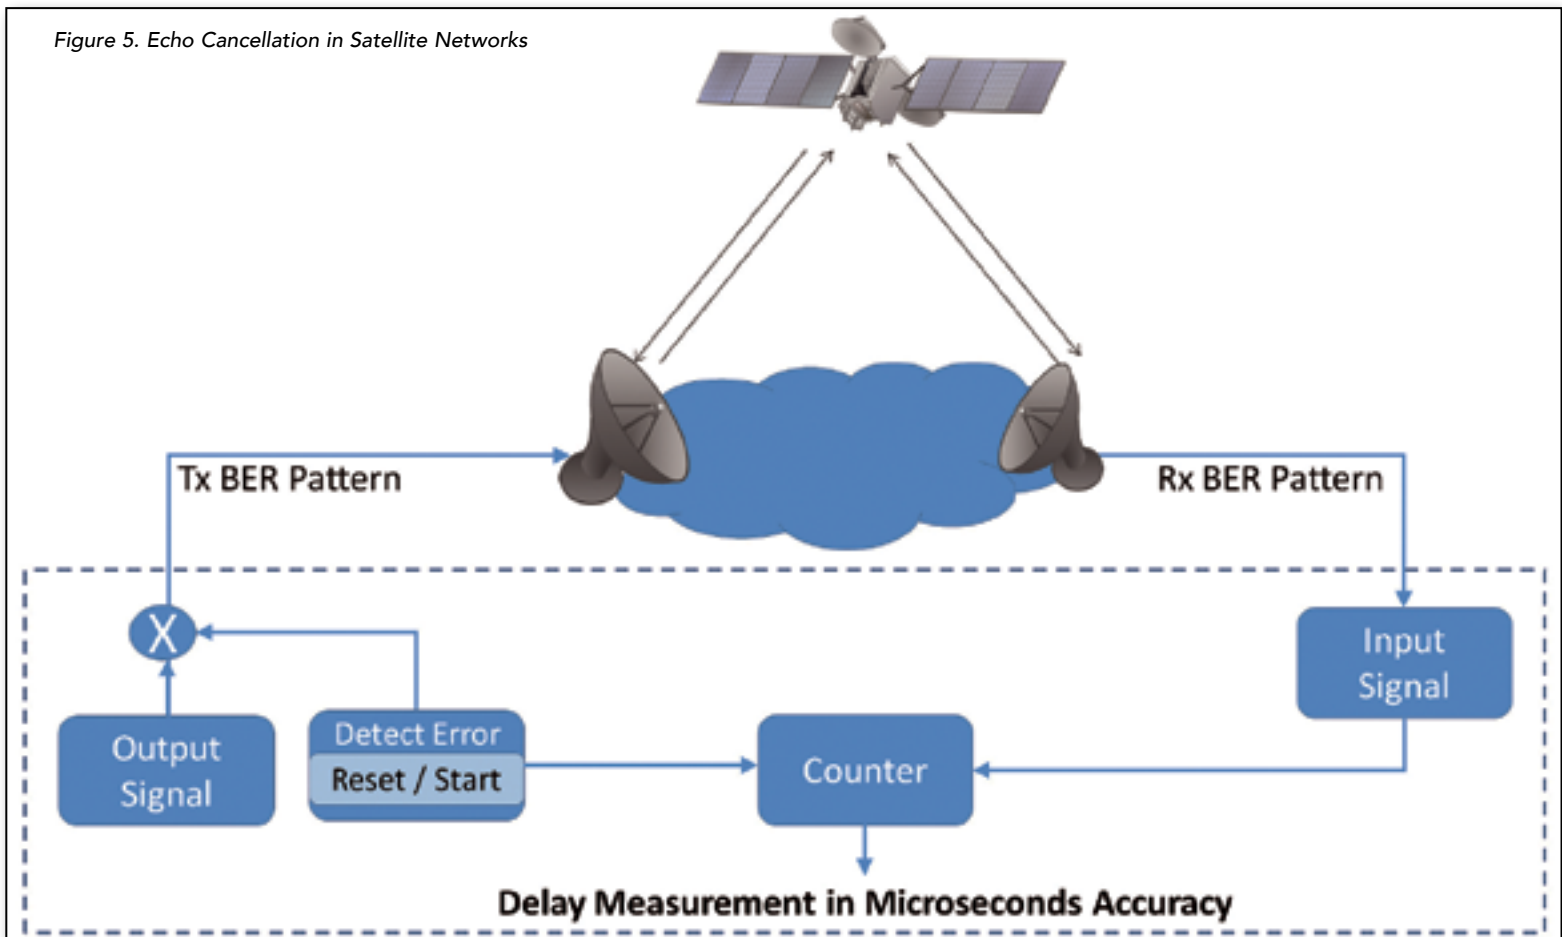 Figure 5. Echo Cancellation in Satellite Networks
Tx BER Pattern
Rx BER Pattern
X
Output
Signal
Detect Error
Reset / Start
Counter
Input
Signal
Delay Measurement in Microseconds Accuracy